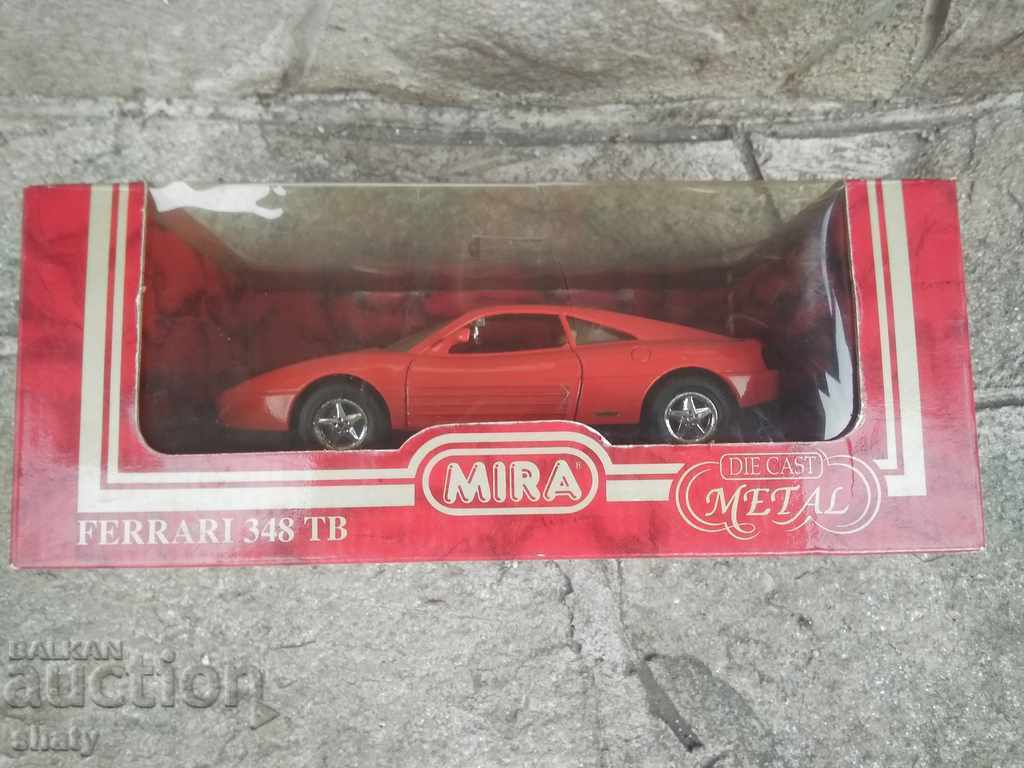 MIRA®
DIE CAST
METAL
FERRARI 348 TB
BALKAN
auction
shaty